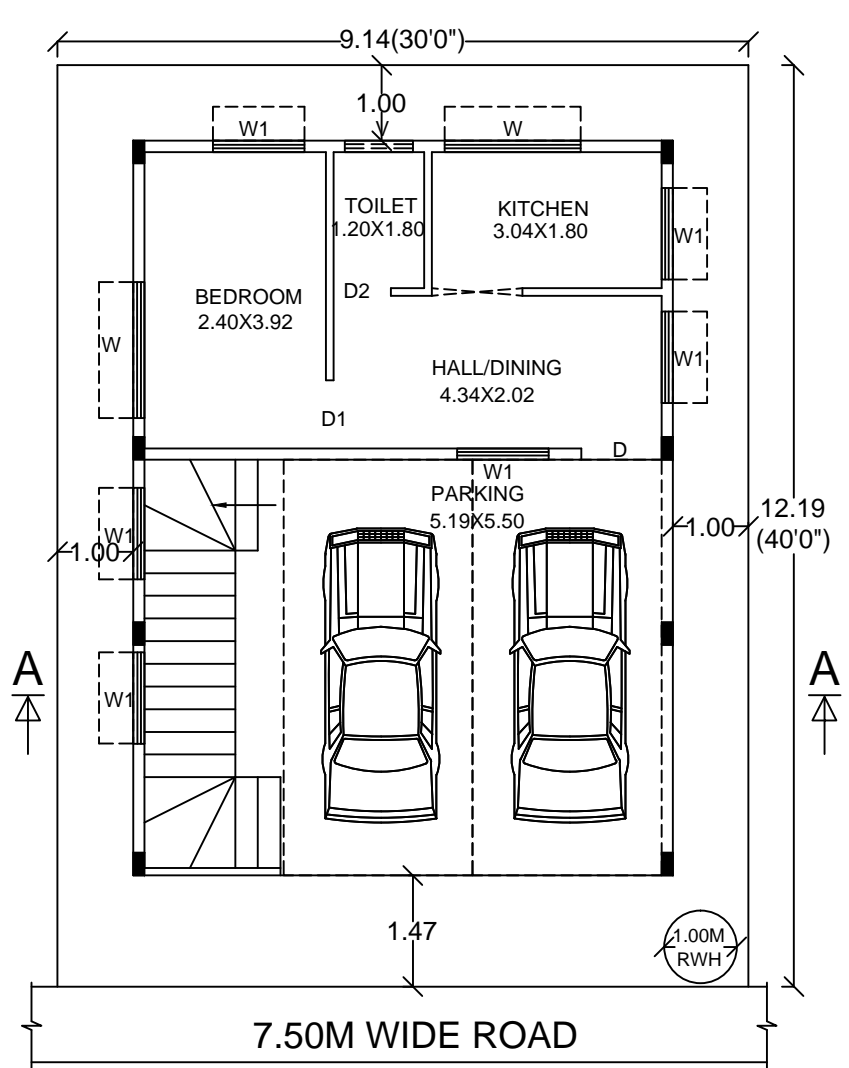 9.14(30'0")
1.00
W1
W
V
TOILET
1.20X1.80
KITCHEN
3.04X1.80
W1
BEDROOM
2.40X3.92
D2
W
W1
HALL/DINING
4.34X2.02
D1
D
W1
PARKING
5.19X5.50
12.19
(40'0")
W1
1.00
1.00
A
A
W1
1.47
1.00M
RWH
7.50M WIDE ROAD